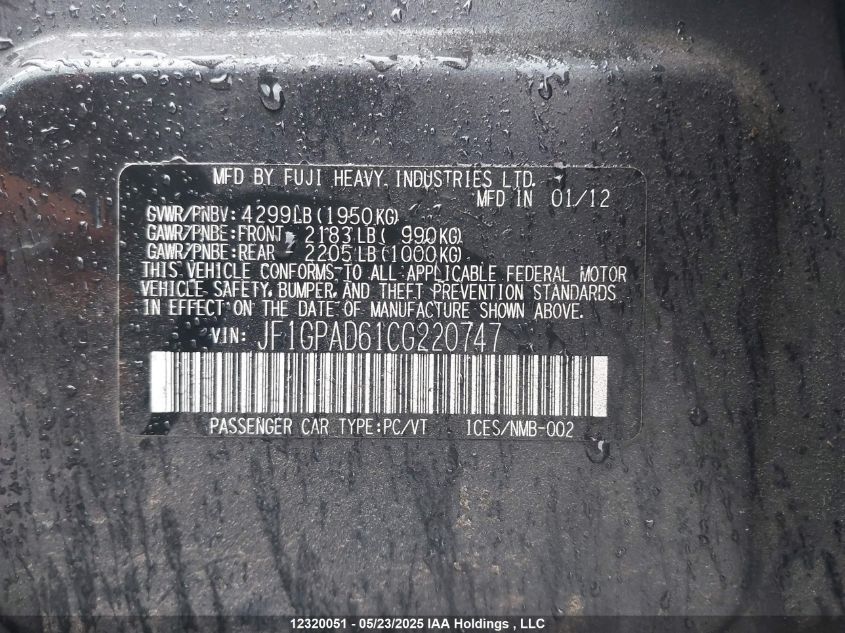 MFD BY FUJI HEAVY INDUSTRIES LTD.
MFD IN 01/12
GVWR/PNBV: 4299LB(1950KG)
GAWR/PNBE:FRONT 2183LB( 990KG)
GAWR/PNBE:REAR 2205LB(1000KG)
THIS VEHICLE CONFORMS TO ALL APPLICABLE FEDERAL MOTOR
VEHICLE SAFETY, BUMPER, AND THEFT PREVENTION STANDARDS
IN EFFECT ON THE DATE OF MANUFACTURE SHOWN ABOVE.
VIN: JF1GPAD61CG220747
PASSENGER CAR TYPE:PC/VT ICES/NMB-002
12320051 - 05/23/2025 IAA Holdings , LLC